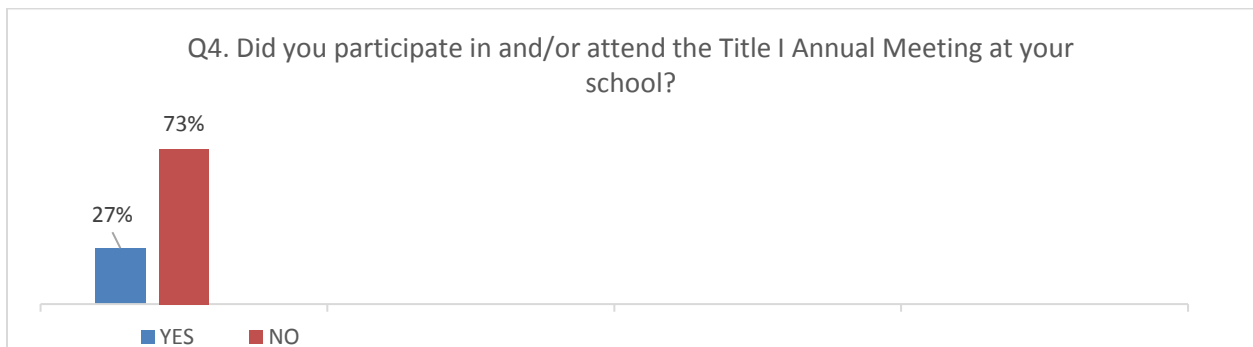 Q4. Did you participate in and/or attend the Title I Annual Meeting at your
school?
73%
27%
YES NO